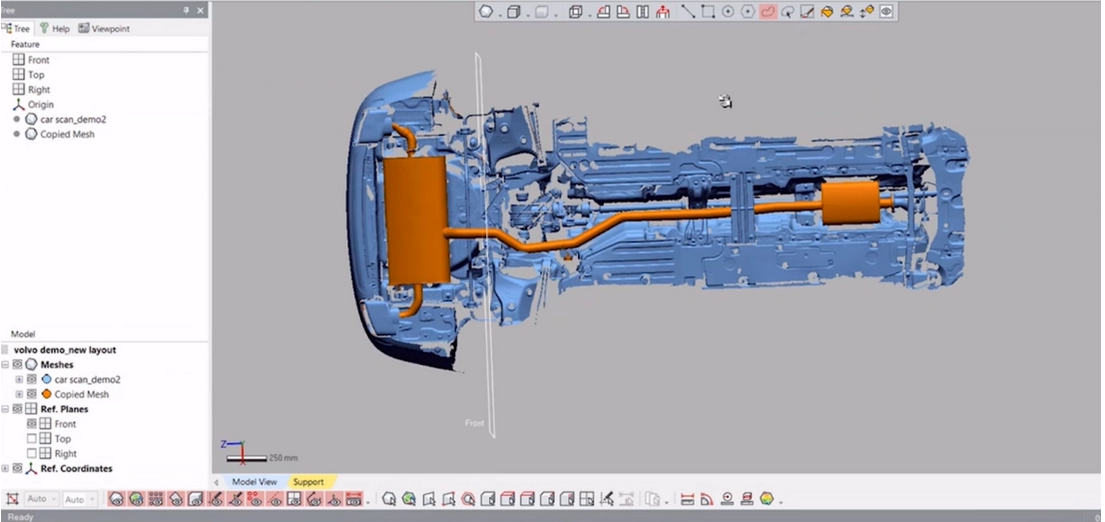 Tree
Tree Help Viewpoint
Feature
Front
Top
Right
Origin
car scan_demo2
Copied Mesh
Front
Z
X
250 mm
Model
volvo demo_new layout
Meshes
car scan_demo2
Copied Mesh
Ref. Planes
Front
Top
Right
Ref. Coordinates
Model View Support
Auto Auto
Ready
0